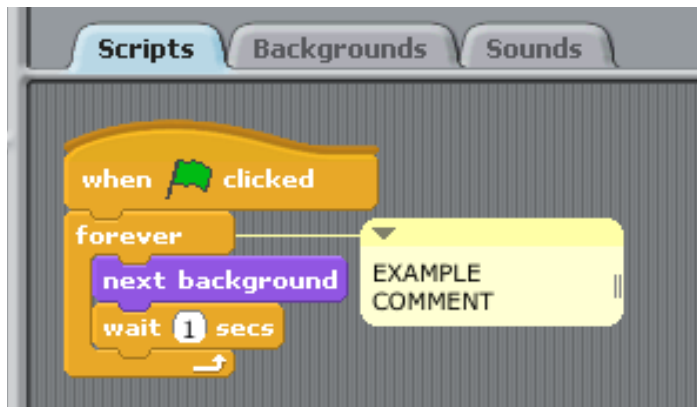 Scripts Backgrounds Sounds
when clicked
forever
next background
EXAMPLE
COMMENT
wait 1 secs